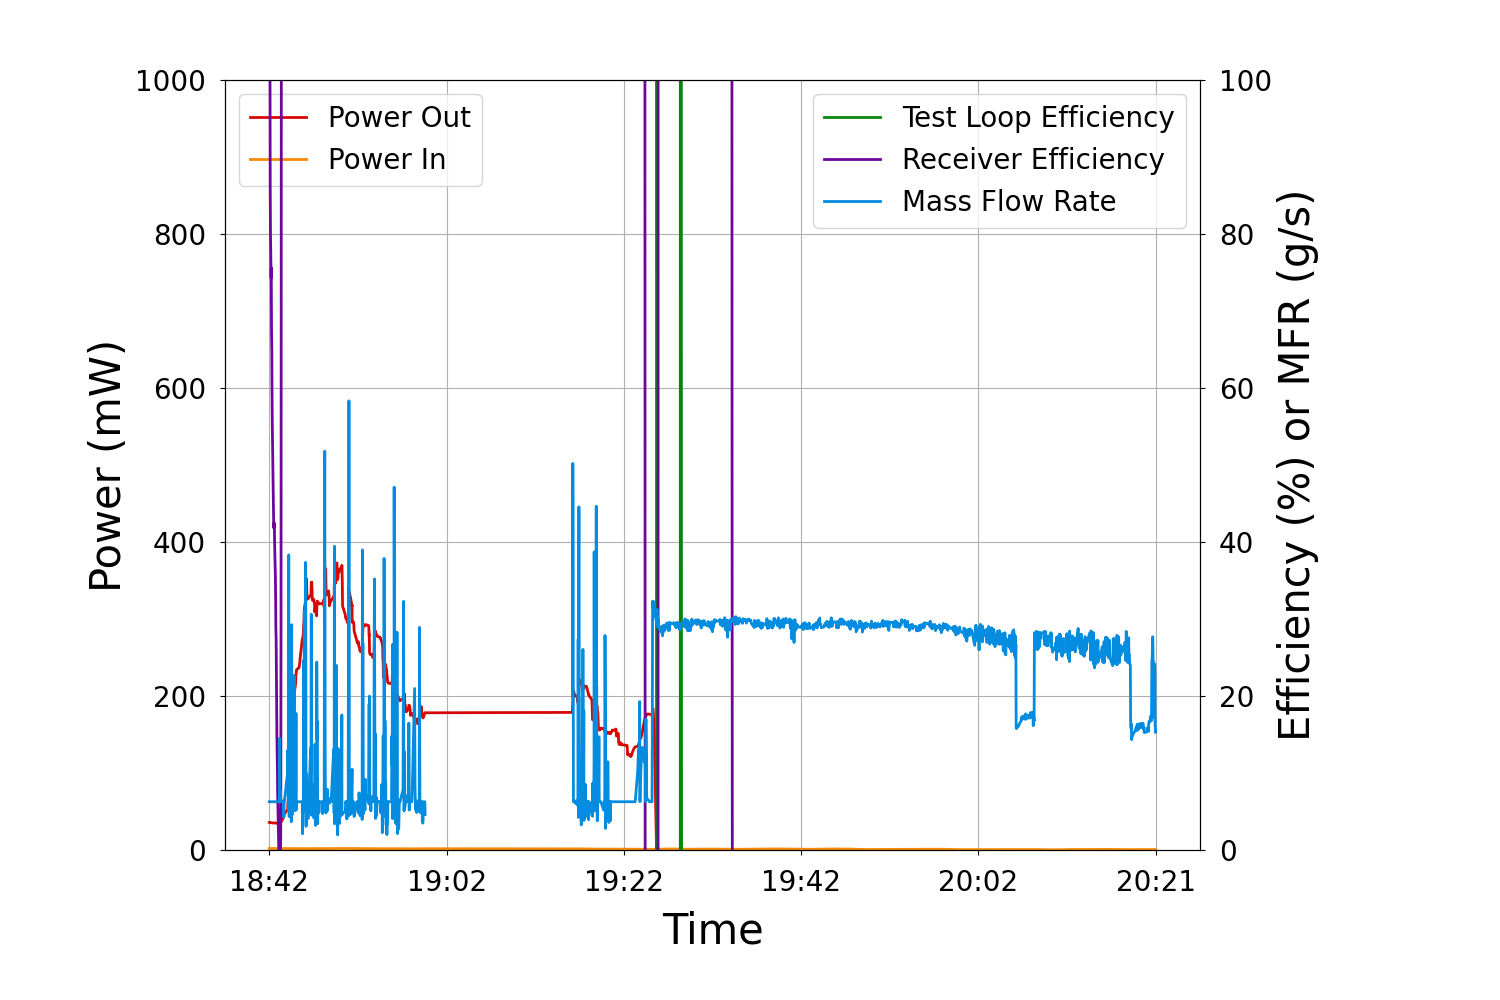 1000
800
600
400
200
0
Power (mW)
Power Out
Power In
Test Loop Efficiency
Receiver Efficiency
Mass Flow Rate
100
80
60
40
20
0
Efficiency (%) or MFR (g/s)
18:42
19:02
19:22
19:42
20:02
20:21
Time